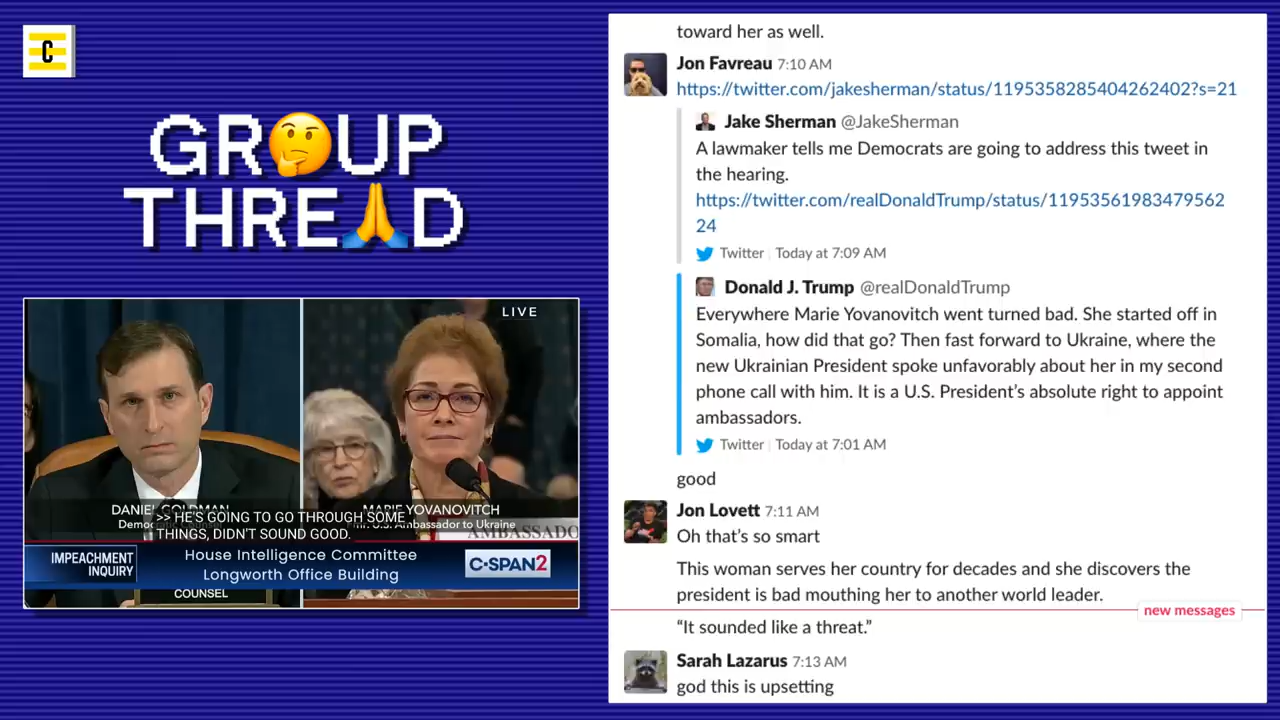 C
GR🤔UP
THRE🙏D
LIVE
DANIEL GOLDMAN
MARIE YOVANOVITCH
Ambassador to Ukraine
>> HE'S GOING TO GO THROUGH SOME
THINGS, DIDN'T SOUND GOOD.
AMBASSADO
IMPEACHMENT
INQUIRY
House Intelligence Committee
Longworth Office Building
C-SPAN2
COUNSEL
toward her as well.
Jon Favreau 7:10 AM
https://twitter.com/jakesherman/status/1195358285404262402?s=21
Jake Sherman @JakeSherman
A lawmaker tells me Democrats are going to address this tweet in
the hearing.
https://twitter.com/realDonaldTrump/status/11953561983479562
24
Twitter | Today at 7:09 AM
Donald J. Trump @realDonaldTrump
Everywhere Marie Yovanovitch went turned bad. She started off in
Somalia, how did that go? Then fast forward to Ukraine, where the
new Ukrainian President spoke unfavorably about her in my second
phone call with him. It is a U.S. President's absolute right to appoint
ambassadors.
Twitter | Today at 7:01 AM
good
Jon Lovett 7:11 AM
Oh that's so smart
This woman serves her country for decades and she discovers the
president is bad mouthing her to another world leader.
new messages
“It sounded like a threat.”
Sarah Lazarus 7:13 AM
god this is upsetting